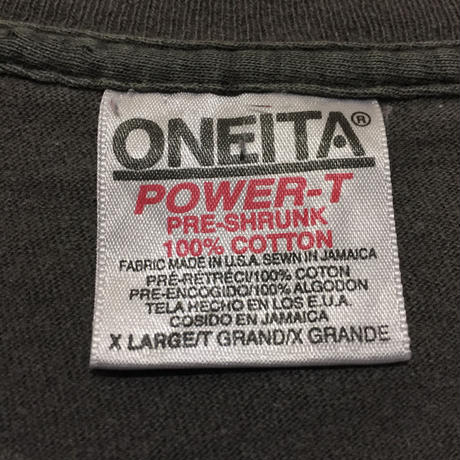 ONEITA®
POWER-T
PRE-SHRUNK
100% COTTON
FABRIC MADE IN U.S.A. SEWN IN JAMAICA
PRÉ-RÉTRÉCI/100% COTON
PRE-ENCOGIDO/100% ALGODON
TELA HECHO EN LOS E.U.A.
COSIDO EN JAMAICA
X LARGE/T GRAND/X GRANDE